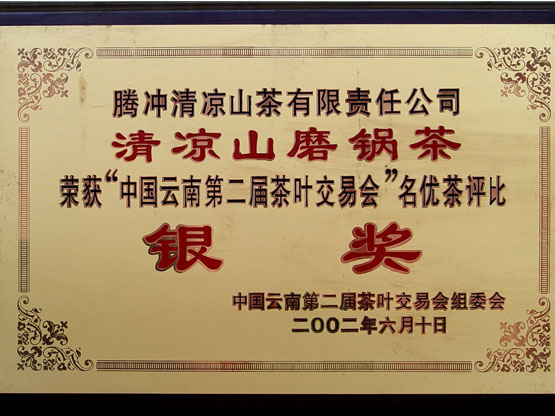 腾冲清凉山茶有限责任公司
清凉山磨锅茶
荣获“中国云南第二届茶叶交易会”名优茶评比
银奖
中国云南第二届茶叶交易会组委会
二〇〇二年六月十日